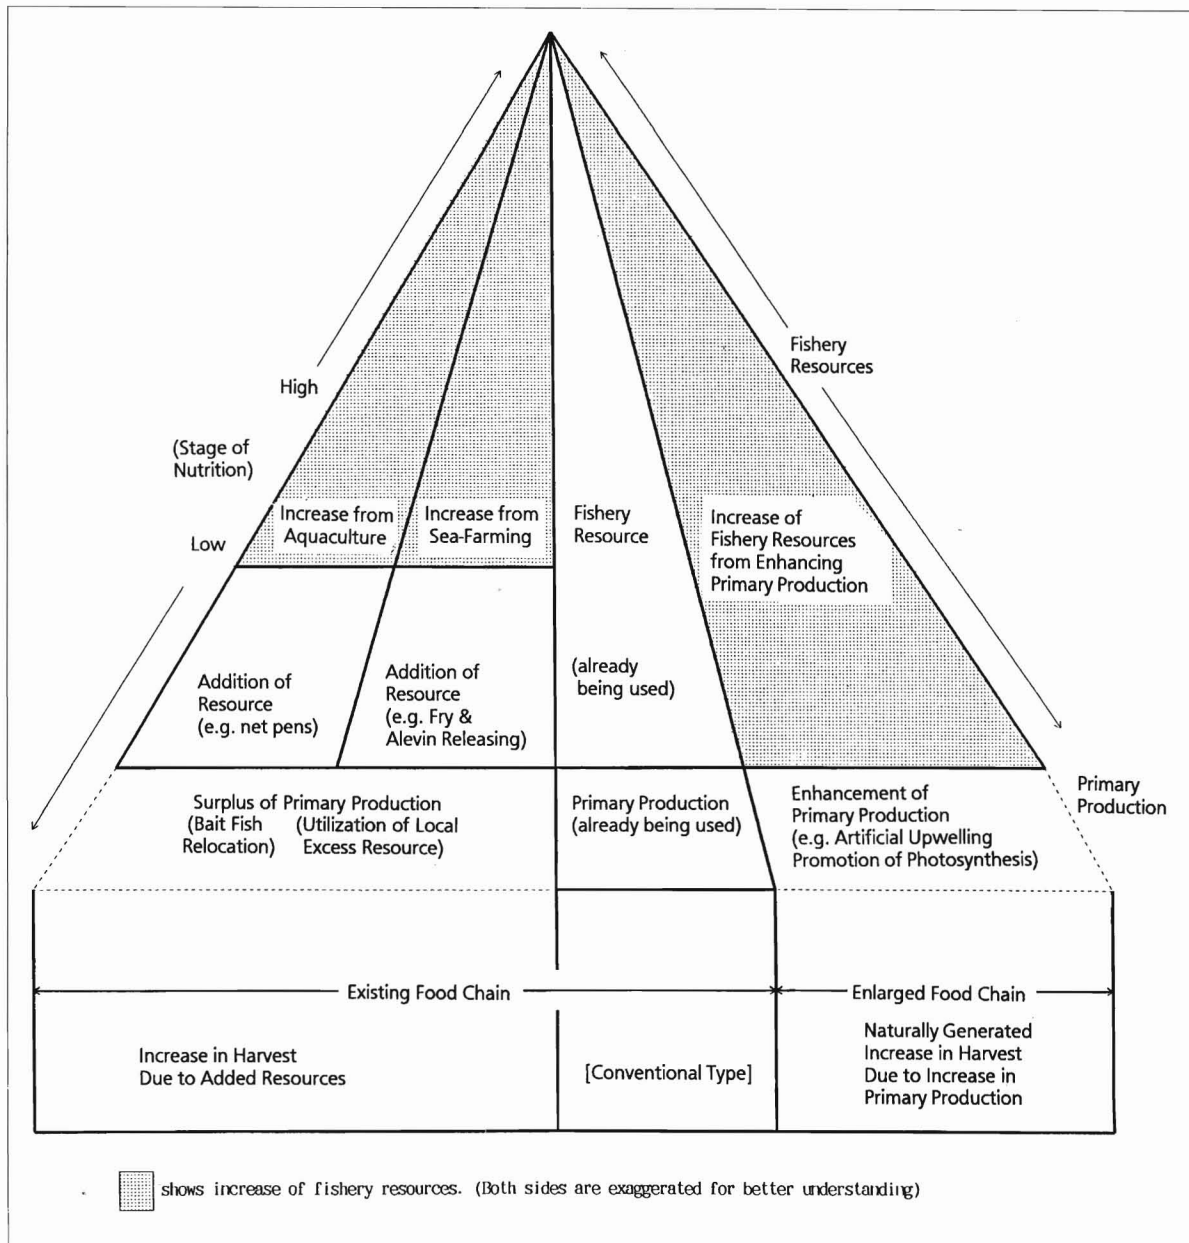 Fishery
Resources
High
(Stage of
Nutrition)
Low
Increase from
Aquaculture
Increase from
Sea-Farming
Fishery
Resource
Increase of
Fishery Resources
from Enhancing
Primary Production
Addition of
Resource
(e.g. net pens)
Addition of
Resource
(e.g. Fry &
Alevin Releasing)
(already
being used)
Primary
Production
Surplus of Primary Production
(Bait Fish (Utilization of Local
Relocation) Excess Resource)
Primary Production
(already being used)
Enhancement of
Primary Production
(e.g. Artificial Upwelling
Promotion of Photosynthesis)
Existing Food Chain
Enlarged Food Chain
Increase in Harvest
Due to Added Resources
[Conventional Type]
Naturally Generated
Increase in Harvest
Due to Increase in
Primary Production
shows increase of fishery resources. (Both sides are exaggerated for better understanding)